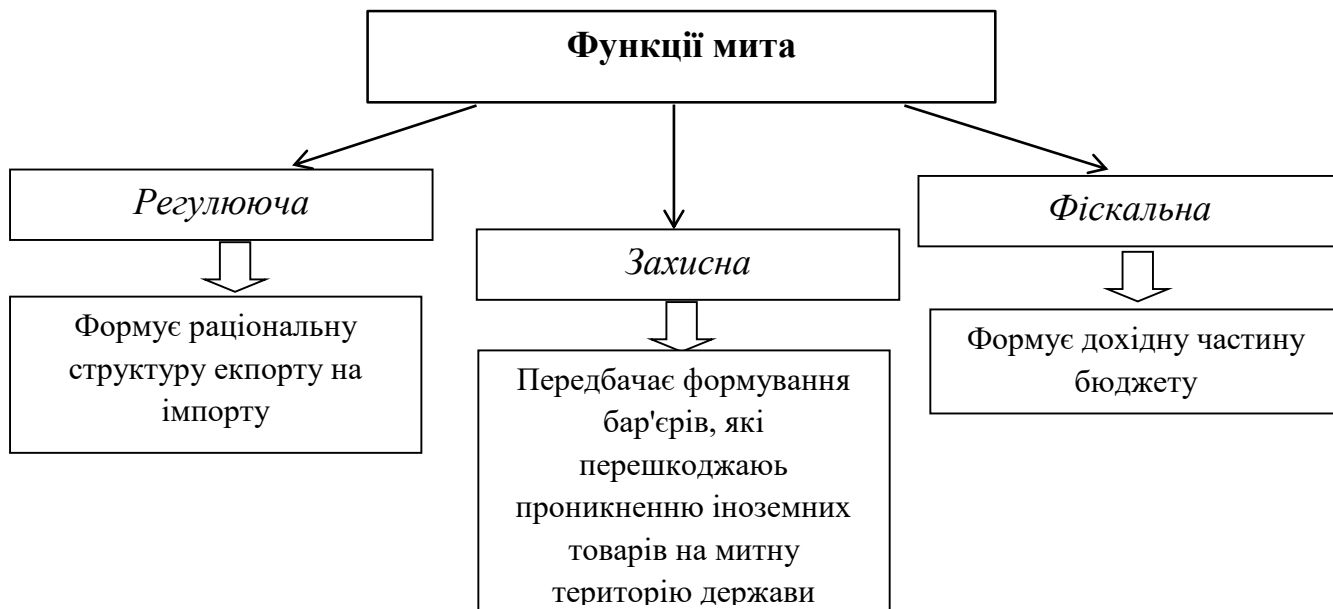 Функції мита
Регулююча
Захисна
Фіскальна
Формує раціональну
структуру екпорту на
імпорту
Передбачає формування
бар'єрів, які
перешкоджаюь
проникненню іноземних
товарів на митну
територію держави
Формує дохідну частину
бюджету